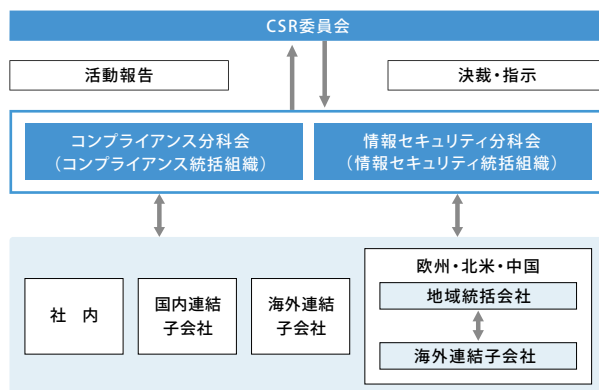 CSR委員会
活動報告
決裁・指示
コンプライアンス分科会
（コンプライアンス統括組織）
情報セキュリティ分科会
（情報セキュリティ統括組織）
社　内
国内連結
子会社
海外連結
子会社
欧州・北米・中国
地域統括会社
海外連結子会社